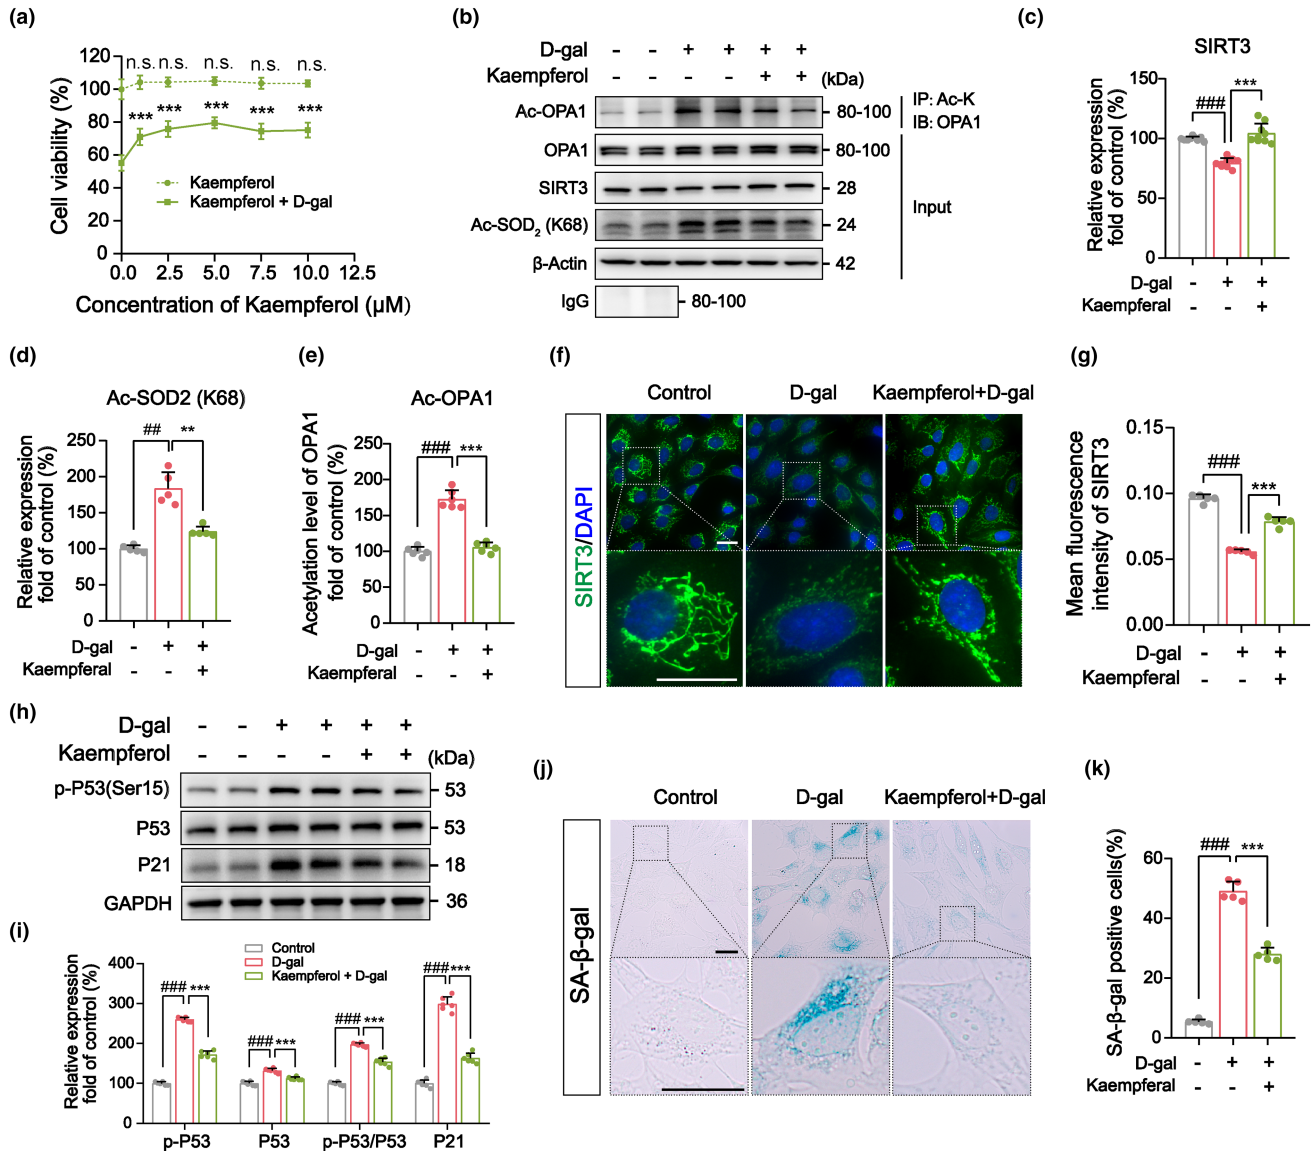 (a)
120
100
80
60
40
20
0
Cell viability (%)
n.s. n.s. n.s. n.s. n.s.
*** *** *** *** ***
Kaempferol
Kaempferol + D-gal
0.0 2.5 5.0 7.5 10.0 12.5
Concentration of Kaempferol (μM)
(b)
D-gal - - + + + +
Kaempferol - - - - + + (kDa)
Ac-OPA1 80-100 IP: Ac-K
IB: OPA1
OPA1 80-100
SIRT3 28
Input
Ac-SOD2 (K68) 24
β-Actin 42
IgG 80-100
(c)
SIRT3
Relative expression
fold of control (%)
150
100
50
0
### ***
D-gal - + +
Kaempferal - - +
(d)
Ac-SOD2 (K68)
Relative expression
fold of control (%)
250
200
150
100
50
0
## **
D-gal - + +
Kaempferal - - +
(e)
Ac-OPA1
Acetylation level of OPA1
fold of control (%)
250
200
150
100
50
0
### ***
D-gal - + +
Kaempferal - - +
(f)
Control D-gal Kaempferol+D-gal
SIRT3/DAPI
(g)
Mean fluorescence
intensity of SIRT3
0.15
0.10
0.05
0.00
### ***
D-gal - + +
Kaempferal - - +
(h)
D-gal - - + + + +
Kaempferol - - - - + + (kDa)
p-P53(Ser15) 53
P53 53
P21 18
GAPDH 36
(i)
Control
D-gal
Kaempferol + D-gal
Relative expression
fold of control (%)
400
300
200
100
0
### *** ### *** ### *** ### ***
p-P53 P53 p-P53/P53 P21
(j)
Control D-gal Kaempferol+D-gal
SA-β-gal
(k)
SA-β-gal positive cells(%)
60
40
20
0
### ***
D-gal - + +
Kaempferal - - +